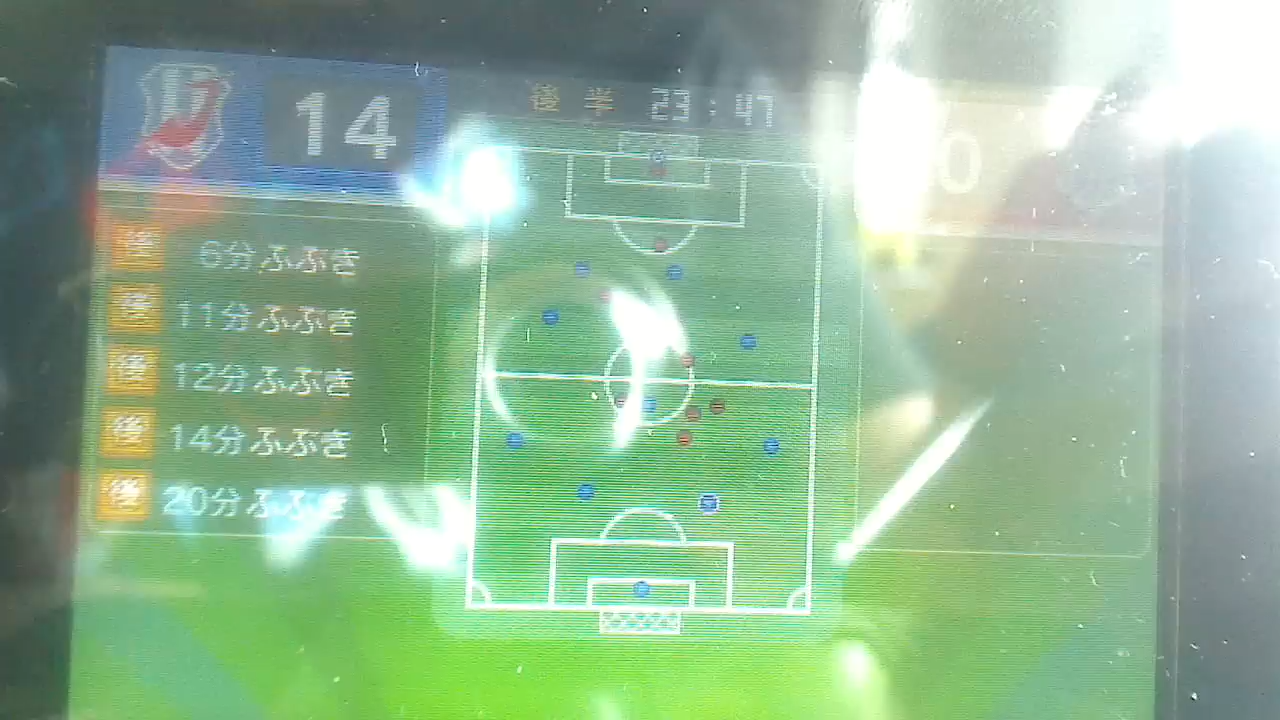 14
後半 23:47
0
後 6分 ふぶき
後 11分 ふぶき
後 12分 ふぶき
後 14分 ふぶき
後 20分 ふぶき